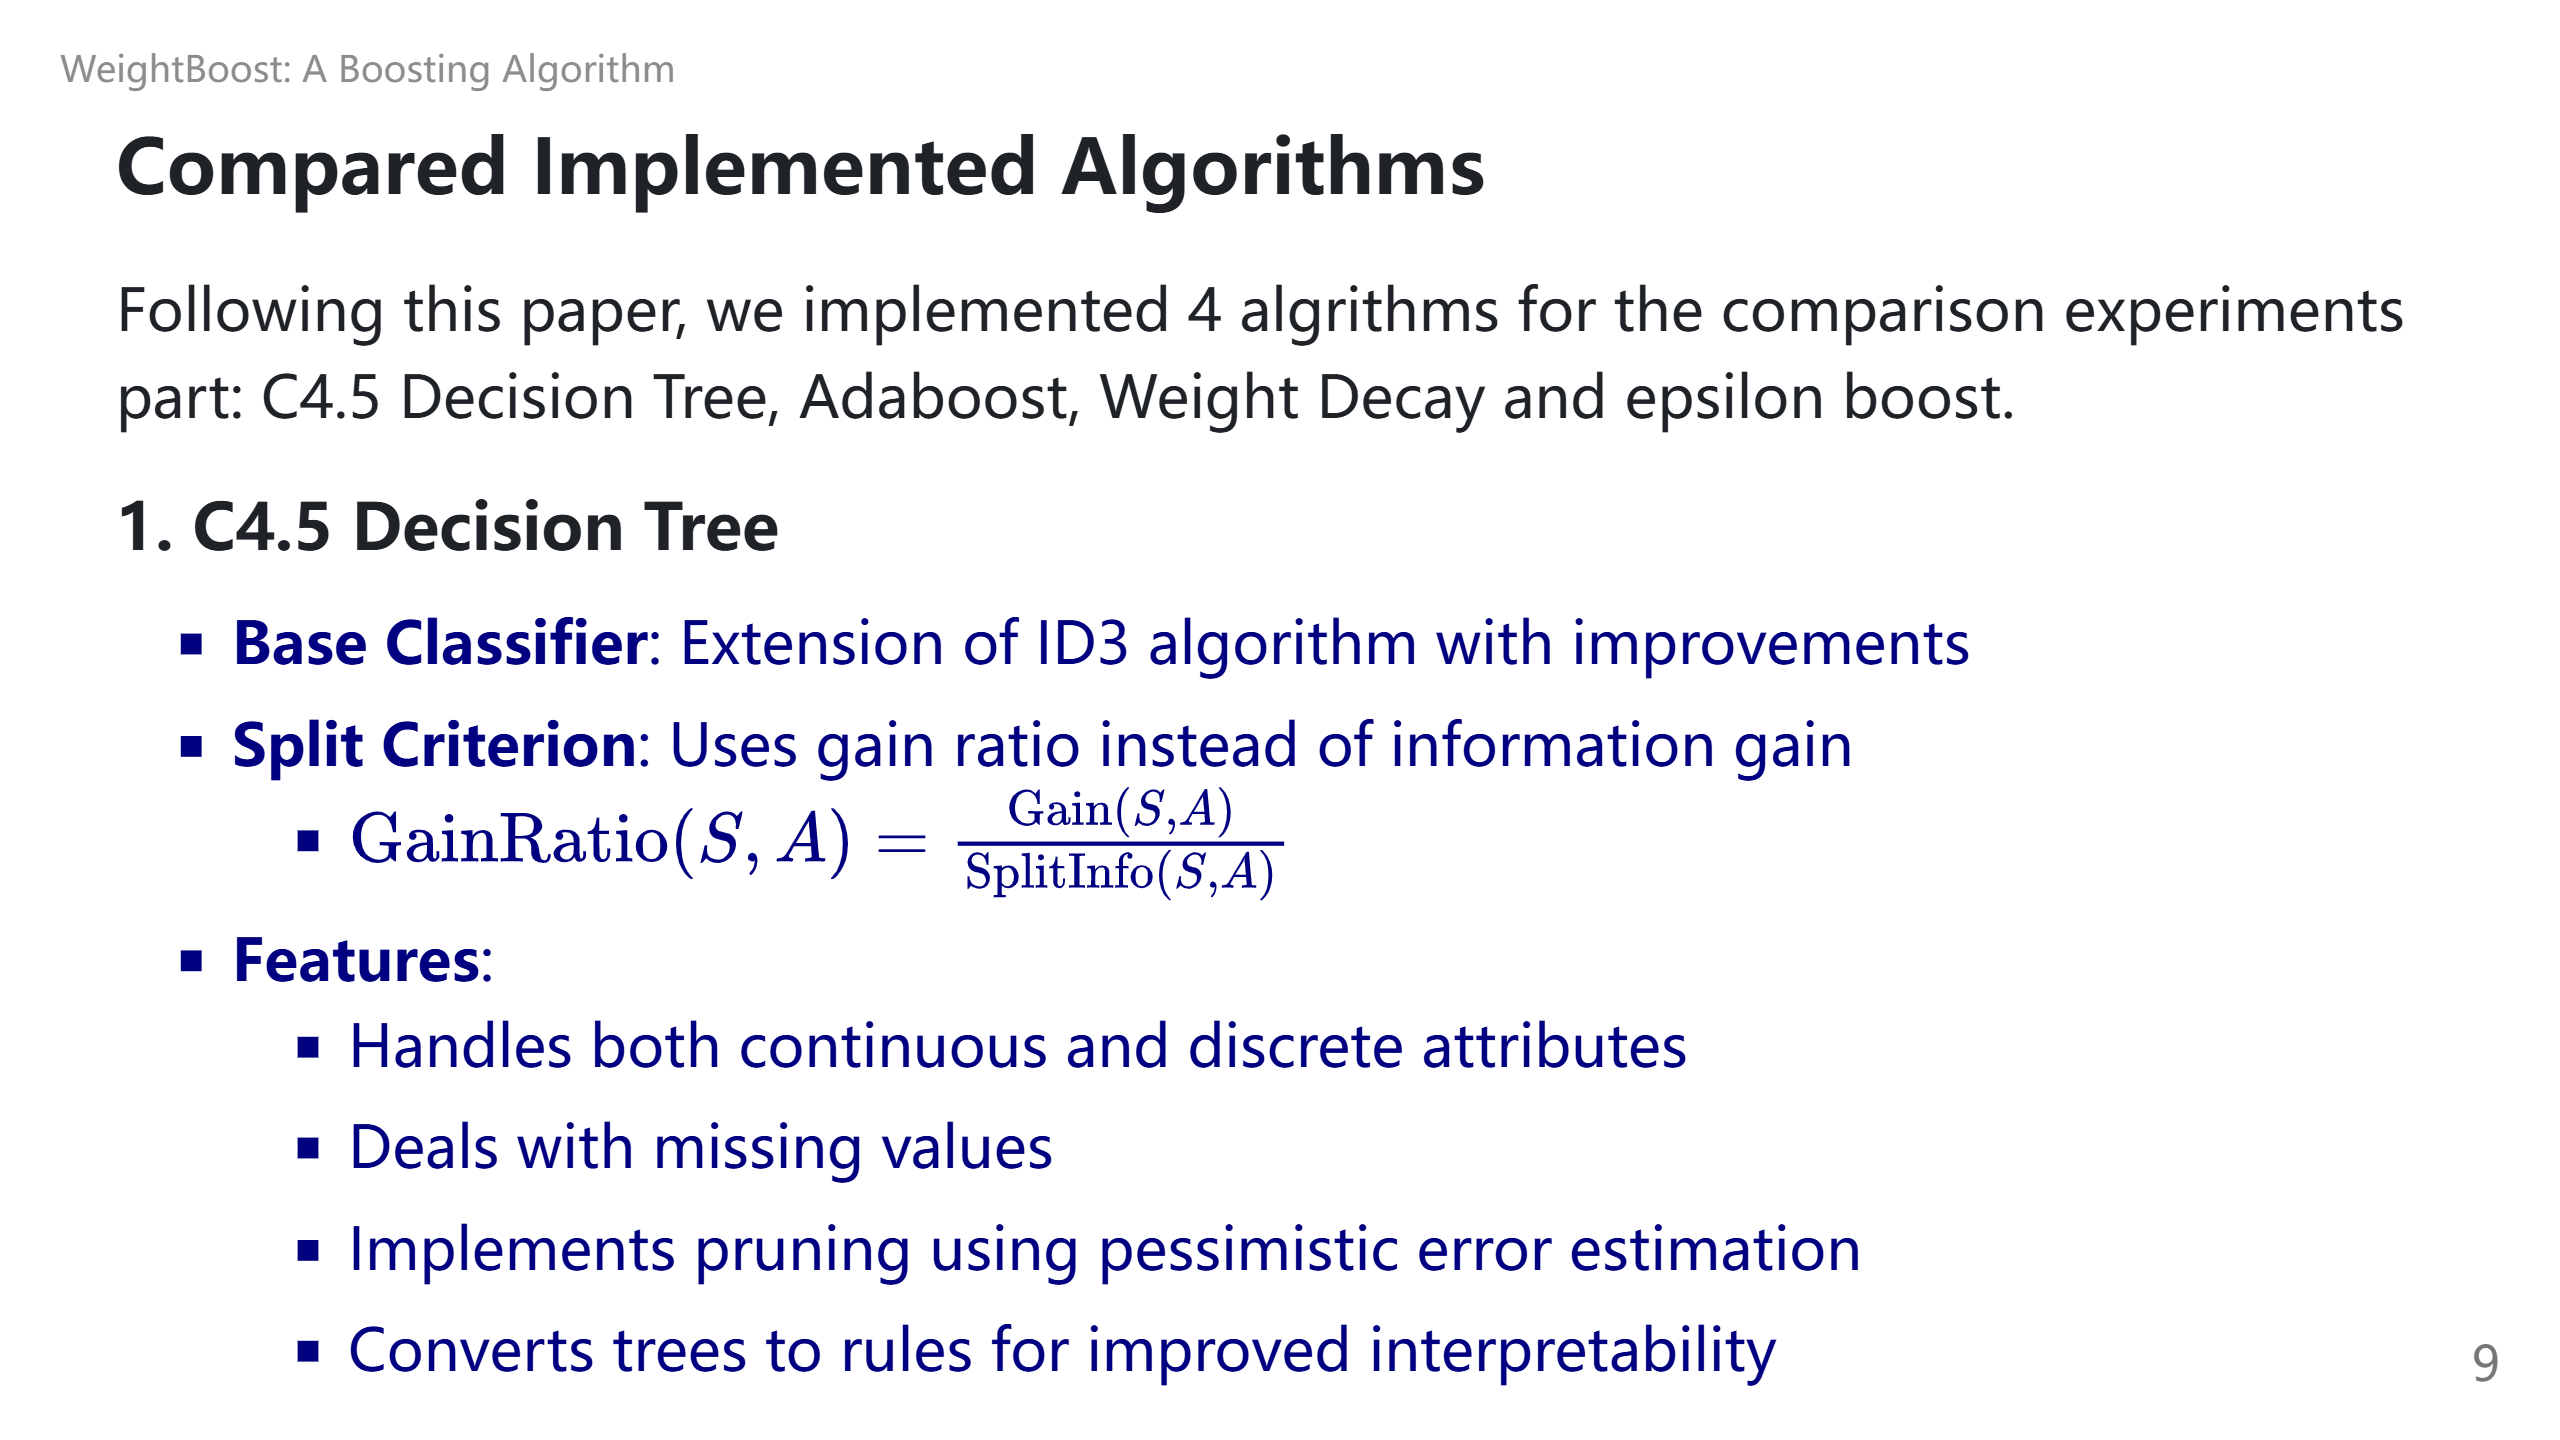 WeightBoost: A Boosting Algorithm
Compared Implemented Algorithms
Following this paper, we implemented 4 algrithms for the comparison experiments
part: C4.5 Decision Tree, Adaboost, Weight Decay and epsilon boost.
1. C4.5 Decision Tree
▪ Base Classifier: Extension of ID3 algorithm with improvements
▪ Split Criterion: Uses gain ratio instead of information gain
▪ GainRatio(S, A) = Gain(S,A) / SplitInfo(S,A)
▪ Features:
▪ Handles both continuous and discrete attributes
▪ Deals with missing values
▪ Implements pruning using pessimistic error estimation
▪ Converts trees to rules for improved interpretability
9